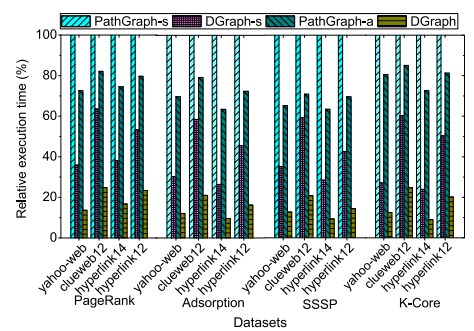 PathGraph-s DGraph-s PathGraph-a DGraph
100
80
60
40
20
0
Relative execution time (%)
yahoo-web clueweb12 hyperlink14 hyperlink12 yahoo-web clueweb12 hyperlink14 hyperlink12 yahoo-web clueweb12 hyperlink14 hyperlink12 yahoo-web clueweb12 hyperlink14 hyperlink12
PageRank Adsorption SSSP K-Core
Datasets